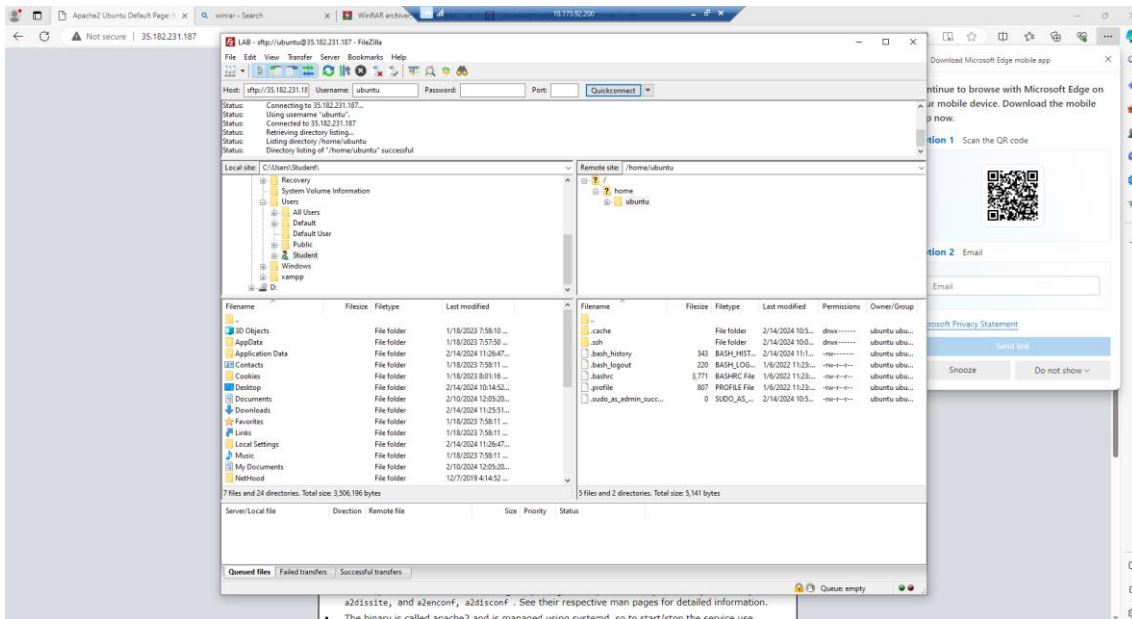 Apache2 Ubuntu Default Page:
winrar - Search
WinRAR archiver
10.173.92.200
Not secure
35.182.231.187
LAB - sftp://ubuntu@35.182.231.187 - FileZilla
File Edit View Transfer Server Bookmarks Help
Host: sftp://35.182.231.18 Username: ubuntu Password: Port: Quickconnect
Status: Connecting to 35.182.231.187...
Status: Using username "ubuntu".
Status: Connected to 35.182.231.187
Status: Retrieving directory listing...
Status: Listing directory /home/ubuntu
Status: Directory listing of "/home/ubuntu" successful
Local site: C:\Users\Student\
Recovery
System Volume Information
Users
All Users
Default
Default User
Public
Student
Windows
xampp
D:
Remote site: /home/ubuntu
/
home
ubuntu
Filename Filesize Filetype Last modified
..
3D Objects File folder 1/18/2023 7:58:10 ...
AppData File folder 1/18/2023 7:57:50 ...
Application Data File folder 2/14/2024 11:26:47...
Contacts File folder 1/18/2023 7:58:11 ...
Cookies File folder 1/18/2023 8:01:16 ...
Desktop File folder 2/14/2024 10:14:52...
Documents File folder 2/10/2024 12:05:20...
Downloads File folder 2/14/2024 11:25:51...
Favorites File folder 1/18/2023 7:58:11 ...
Links File folder 1/18/2023 7:58:11 ...
Local Settings File folder 2/14/2024 11:26:47...
Music File folder 1/18/2023 7:58:11 ...
My Documents File folder 2/10/2024 12:05:20...
NetHood File folder 12/7/2019 4:14:52 ...
7 files and 24 directories. Total size: 3,506,196 bytes
Filename Filesize Filetype Last modified Permissions Owner/Group
..
.cache File folder 2/14/2024 10:5... drwx------ ubuntu ubu...
.ssh File folder 2/14/2024 10:0... drwx------ ubuntu ubu...
.bash_history 343 BASH_HIST... 2/14/2024 11:1... -rw------- ubuntu ubu...
.bash_logout 220 BASH_LOG... 1/6/2022 11:23:... -rw-r--r-- ubuntu ubu...
.bashrc 3,771 BASHRC File 1/6/2022 11:23:... -rw-r--r-- ubuntu ubu...
.profile 807 PROFILE File 1/6/2022 11:23:... -rw-r--r-- ubuntu ubu...
.sudo_as_admin_succ... 0 SUDO_AS_... 2/14/2024 10:5... -rw-r--r-- ubuntu ubu...
5 files and 2 directories. Total size: 5,141 bytes
Server/Local file Direction Remote file Size Priority Status
Queued files Failed transfers Successful transfers
Queue: empty
Download Microsoft Edge mobile app
ntinue to browse with Microsoft Edge on
ur mobile device. Download the mobile
p now.
tion 1 Scan the QR code
tion 2 Email
Email
crosoft Privacy Statement
Send link
Snooze Do not show
a2dissite, and a2enconf, a2disconf . See their respective man pages for detailed information.
The binary is called apache2 and is managed using systemd, so to start/stop the service use